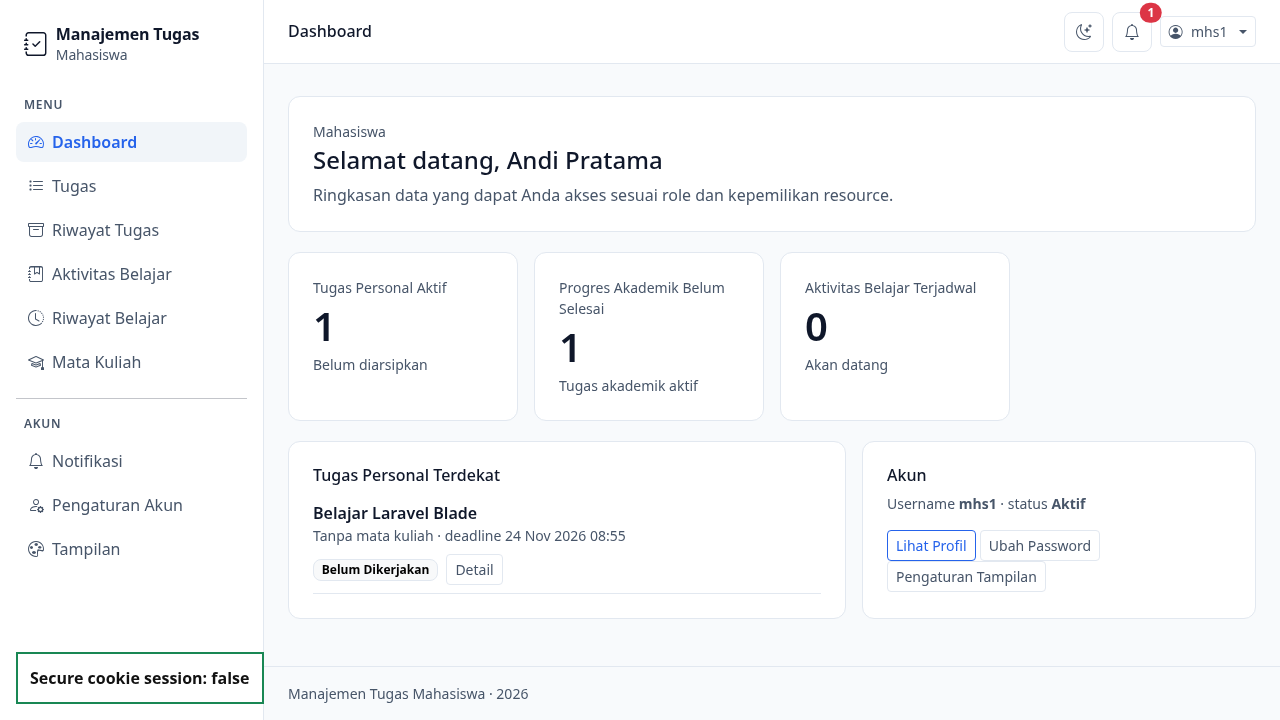 Manajemen Tugas
Mahasiswa
MENU
Dashboard
Tugas
Riwayat Tugas
Aktivitas Belajar
Riwayat Belajar
Mata Kuliah
AKUN
Notifikasi
Pengaturan Akun
Tampilan
Secure cookie session: false
Dashboard
1
mhs1
Mahasiswa
Selamat datang, Andi Pratama
Ringkasan data yang dapat Anda akses sesuai role dan kepemilikan resource.
Tugas Personal Aktif
1
Belum diarsipkan
Progres Akademik Belum
Selesai
1
Tugas akademik aktif
Aktivitas Belajar Terjadwal
0
Akan datang
Tugas Personal Terdekat
Belajar Laravel Blade
Tanpa mata kuliah · deadline 24 Nov 2026 08:55
Belum Dikerjakan Detail
Akun
Username mhs1 · status Aktif
Lihat Profil Ubah Password
Pengaturan Tampilan
Manajemen Tugas Mahasiswa · 2026